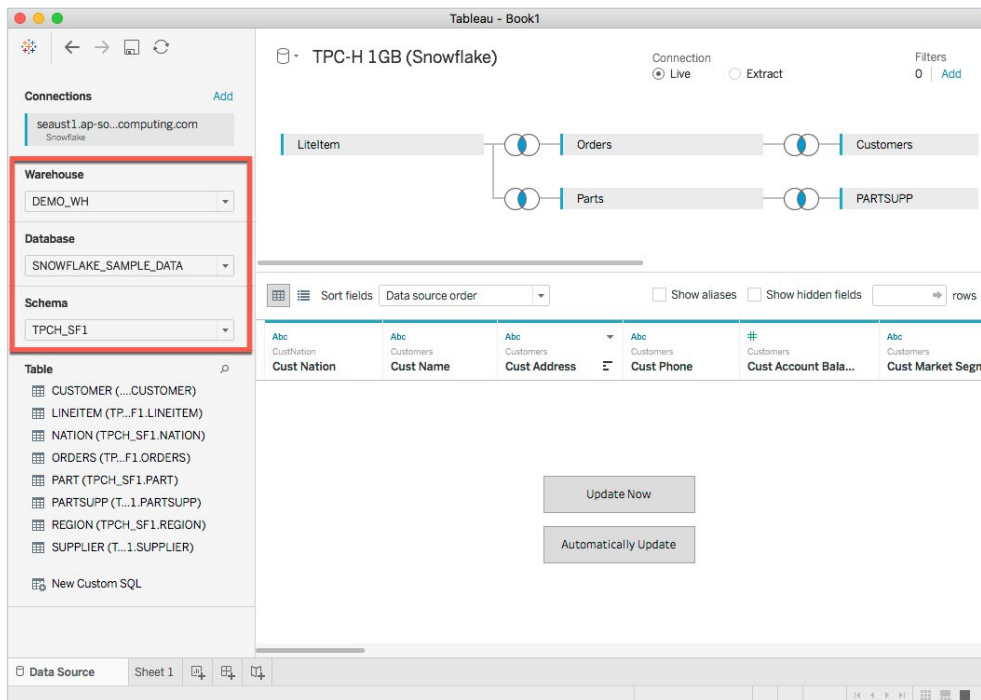 Tableau - Book1
Connections Add
seaust1.ap-so...computing.com
Snowflake
Warehouse
DEMO_WH
Database
SNOWFLAKE_SAMPLE_DATA
Schema
TPCH_SF1
Table
CUSTOMER (....CUSTOMER)
LINEITEM (TP...F1.LINEITEM)
NATION (TPCH_SF1.NATION)
ORDERS (TP...F1.ORDERS)
PART (TPCH_SF1.PART)
PARTSUPP (T...1.PARTSUPP)
REGION (TPCH_SF1.REGION)
SUPPLIER (T...1.SUPPLIER)
New Custom SQL
TPC-H 1GB (Snowflake)
Connection
Live Extract
Filters
0 Add
LiteItem Orders Customers
Parts PARTSUPP
Sort fields Data source order Show aliases Show hidden fields rows
Abc Abc Abc Abc # Abc
CustNation Customers Customers Customers Customers Customers
Cust Nation Cust Name Cust Address Cust Phone Cust Account Bala... Cust Market Segn
Update Now
Automatically Update
Data Source Sheet 1